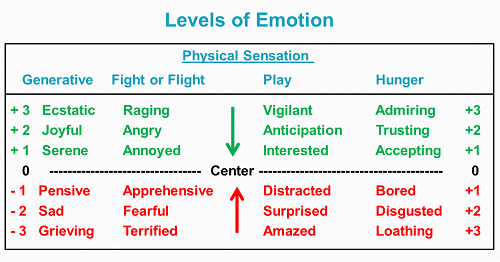 Levels of Emotion
Physical Sensation
Generative Fight or Flight Play Hunger
+ 3 Ecstatic Raging Vigilant Admiring +3
+ 2 Joyful Angry Anticipation Trusting +2
+ 1 Serene Annoyed Interested Accepting +1
0 ------------------------------ Center ------------------------------ 0
- 1 Pensive Apprehensive Distracted Bored +1
- 2 Sad Fearful Surprised Disgusted +2
- 3 Grieving Terrified Amazed Loathing +3